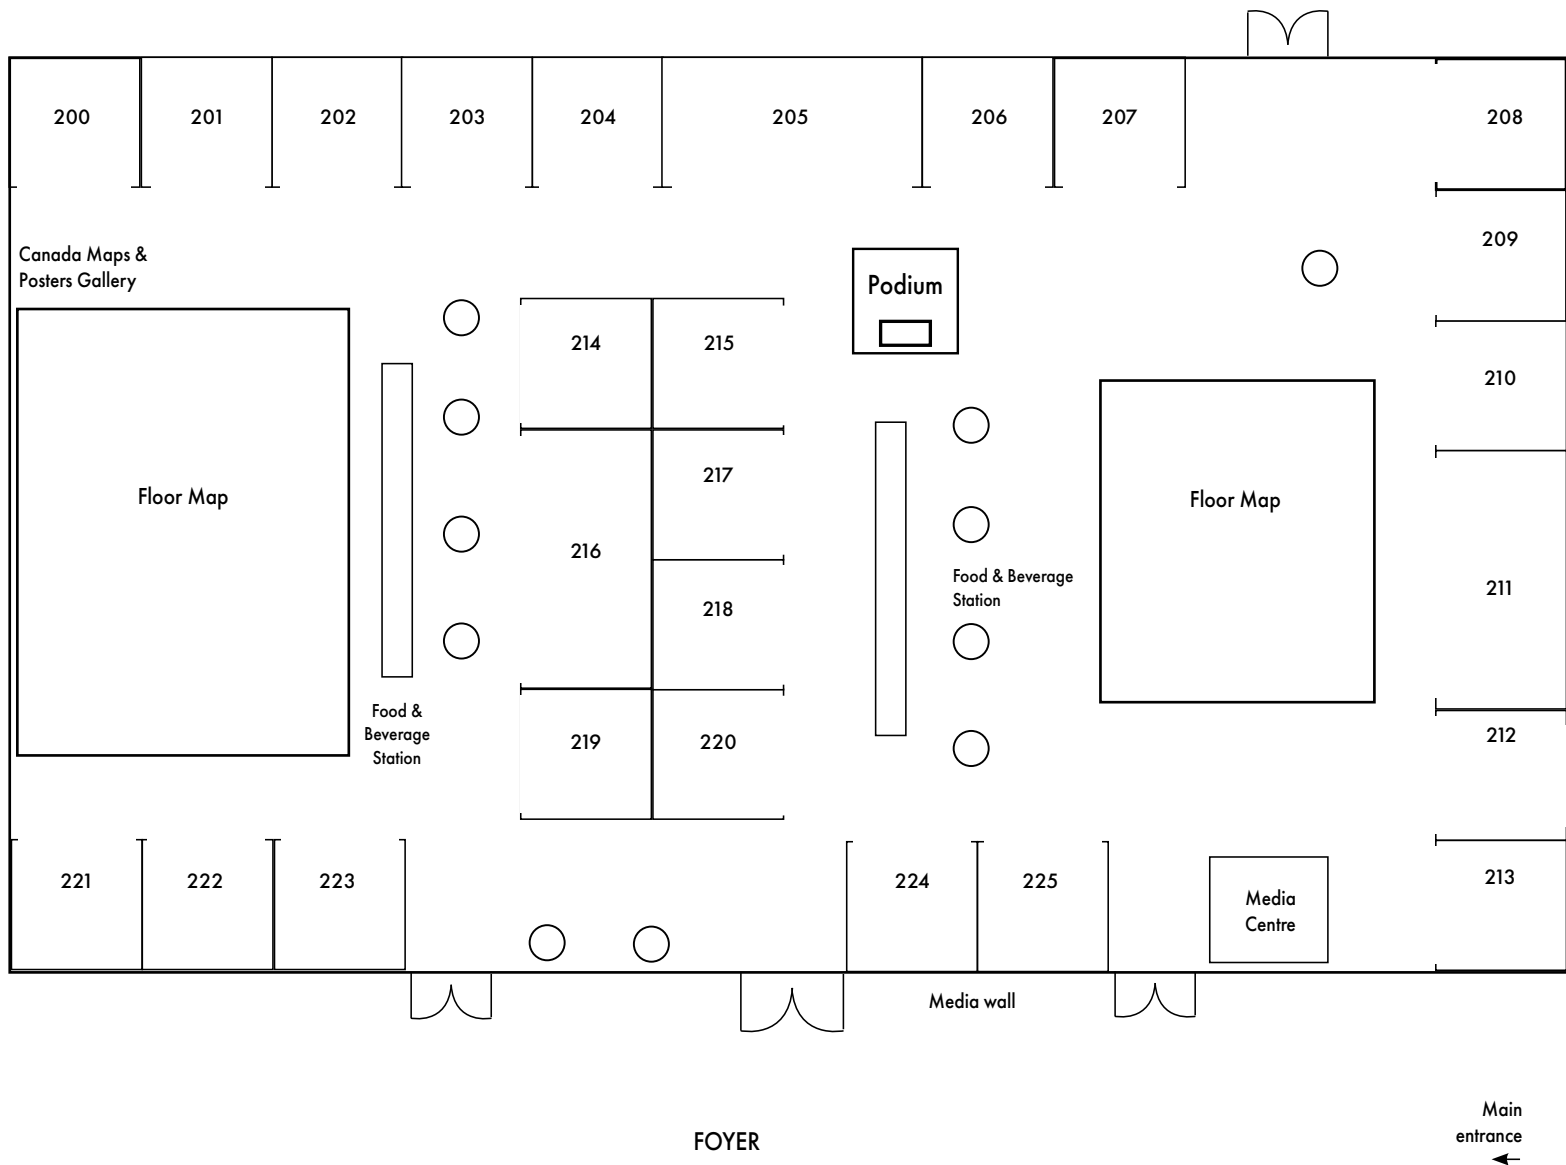 200
201
202
203
204
205
206
207
208
209
Canada Maps &
Posters Gallery
Podium
214
215
210
217
Floor Map
Floor Map
216
Food & Beverage
Station
211
218
Food &
Beverage
Station
219
220
212
221
222
223
224
225
Media
Centre
213
Media wall
Main
entrance
FOYER